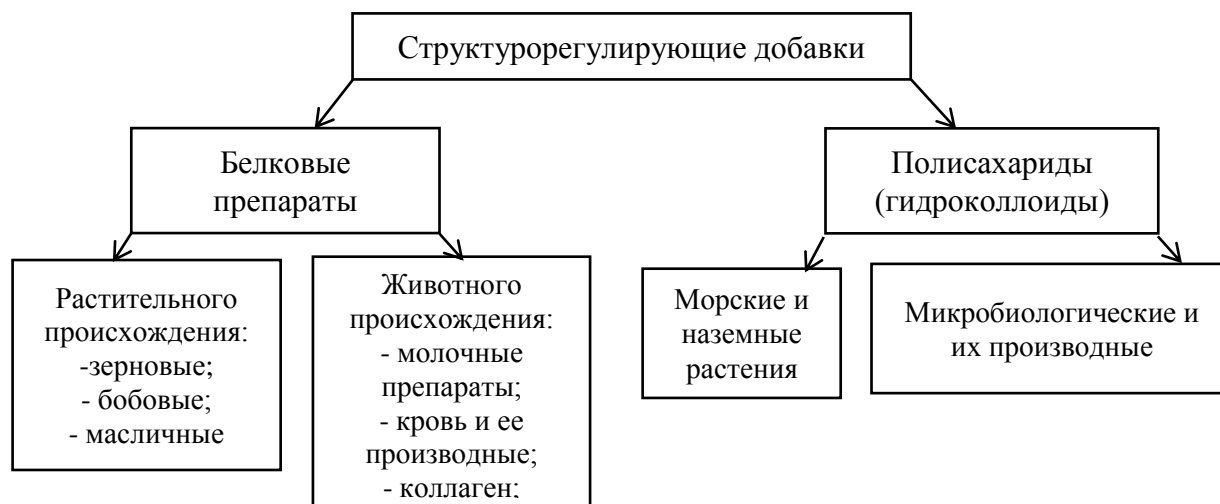 Структурорегулирующие добавки
Белковые
препараты
Полисахариды
(гидроколлоиды)
Растительного
происхождения:
-зерновые;
- бобовые;
- масличные
Животного
происхождения:
- молочные
препараты;
- кровь и ее
производные;
- коллаген;
Морские и
наземные
растения
Микробиологические и
их производные